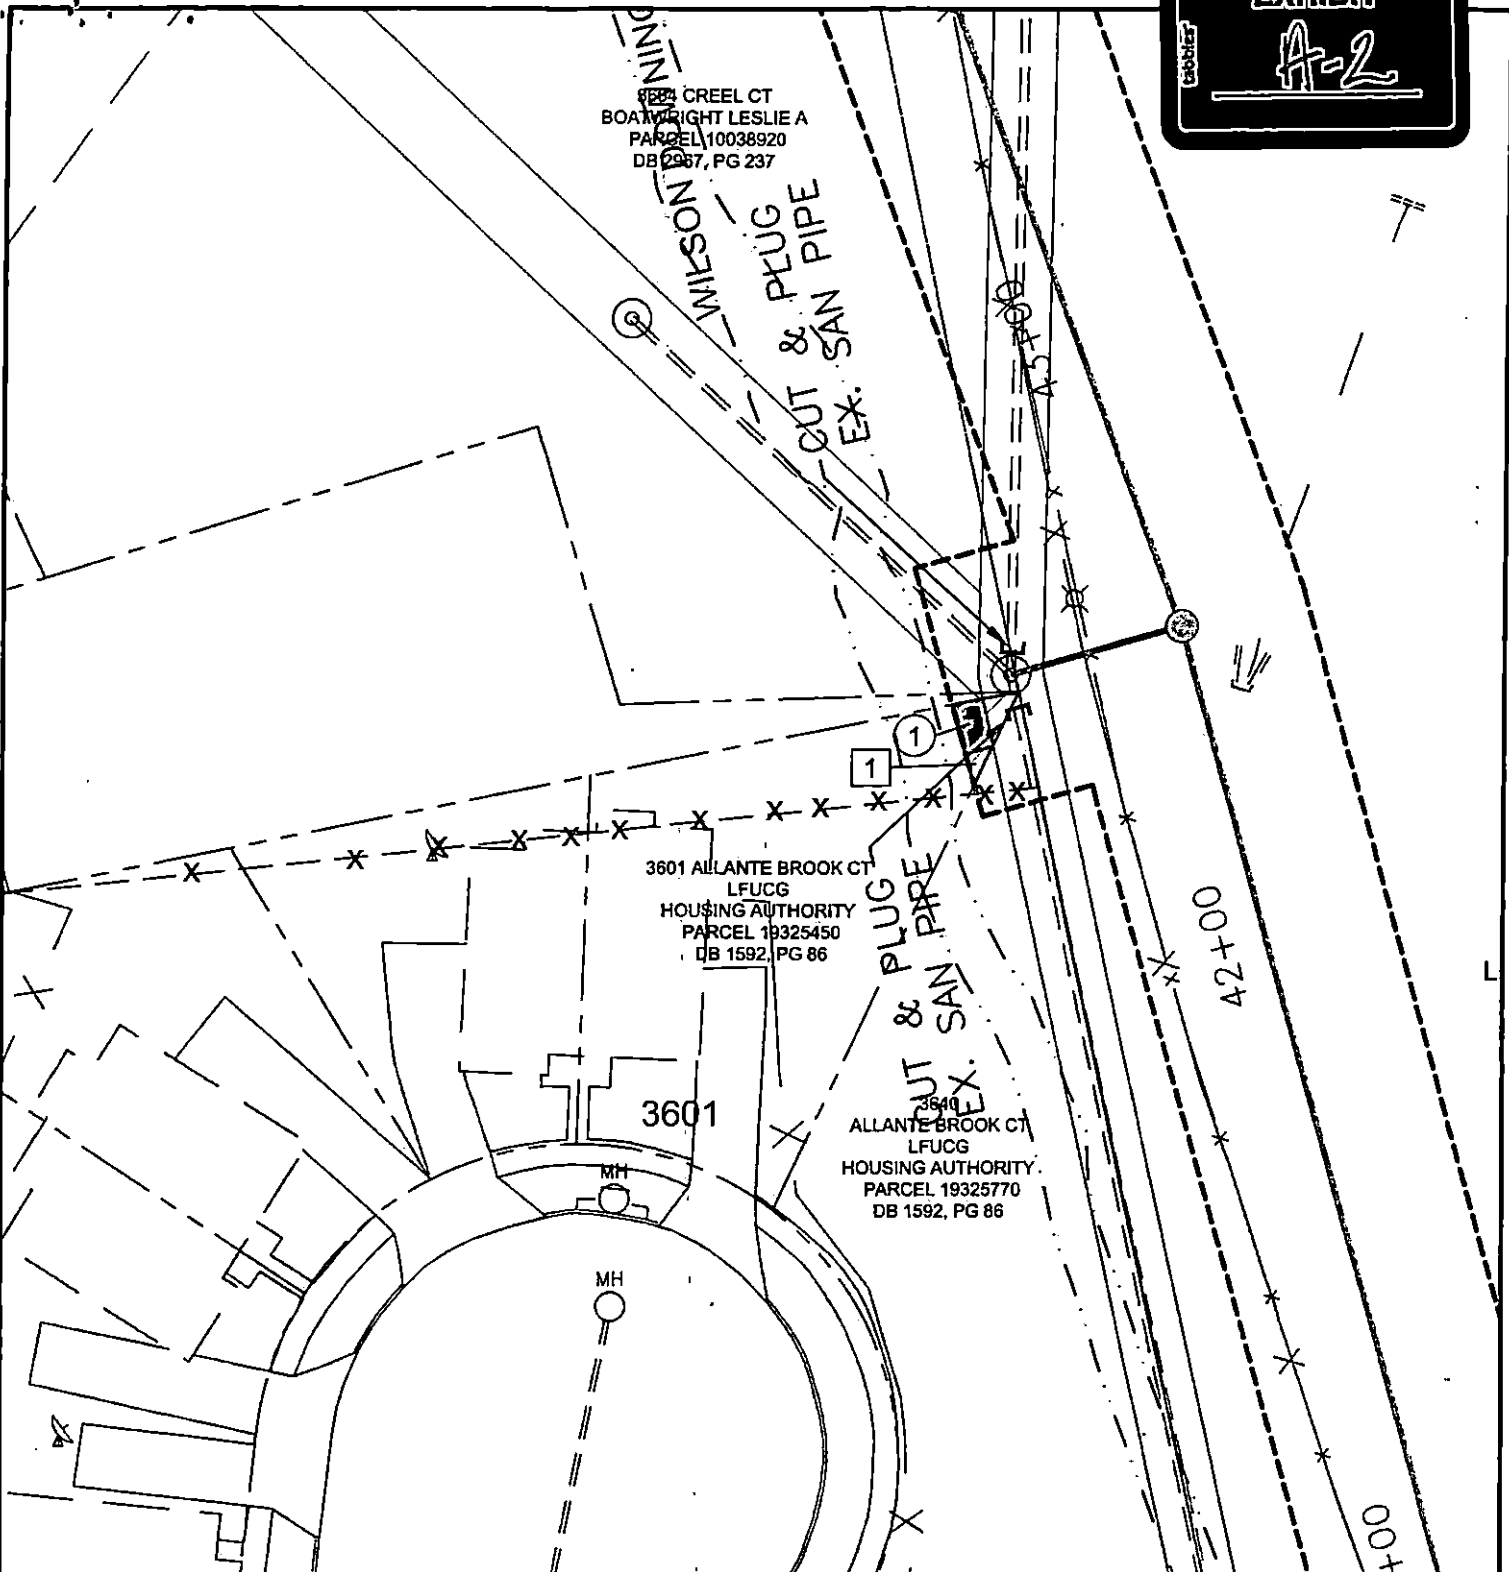 EXHIBIT
A-2
CREEL CT
BOATWRIGHT LESLIE A
PARCEL 10038920
DB 2967, PG 237
WILSON DOWNING
CUT & PLUG
EX. SAN PIPE
43+00
1
1
3601 ALLANTE BROOK CT
LFUCG
HOUSING AUTHORITY
PARCEL 19325450
DB 1592, PG 86
CUT & PLUG
EX. SAN PIPE
42+00
L
3601
3640
ALLANTE BROOK CT
LFUCG
HOUSING AUTHORITY
PARCEL 19325770
DB 1592, PG 86
MH
MH
+00